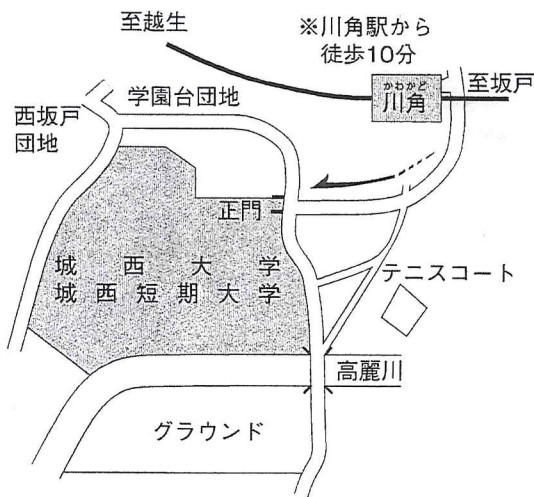 至越生
※川角駅から
徒歩10分
かわかど
川角
至坂戸
学園台団地
西坂戸
団地
正門
城西大学
城西短期大学
テニスコート
高麗川
グラウンド